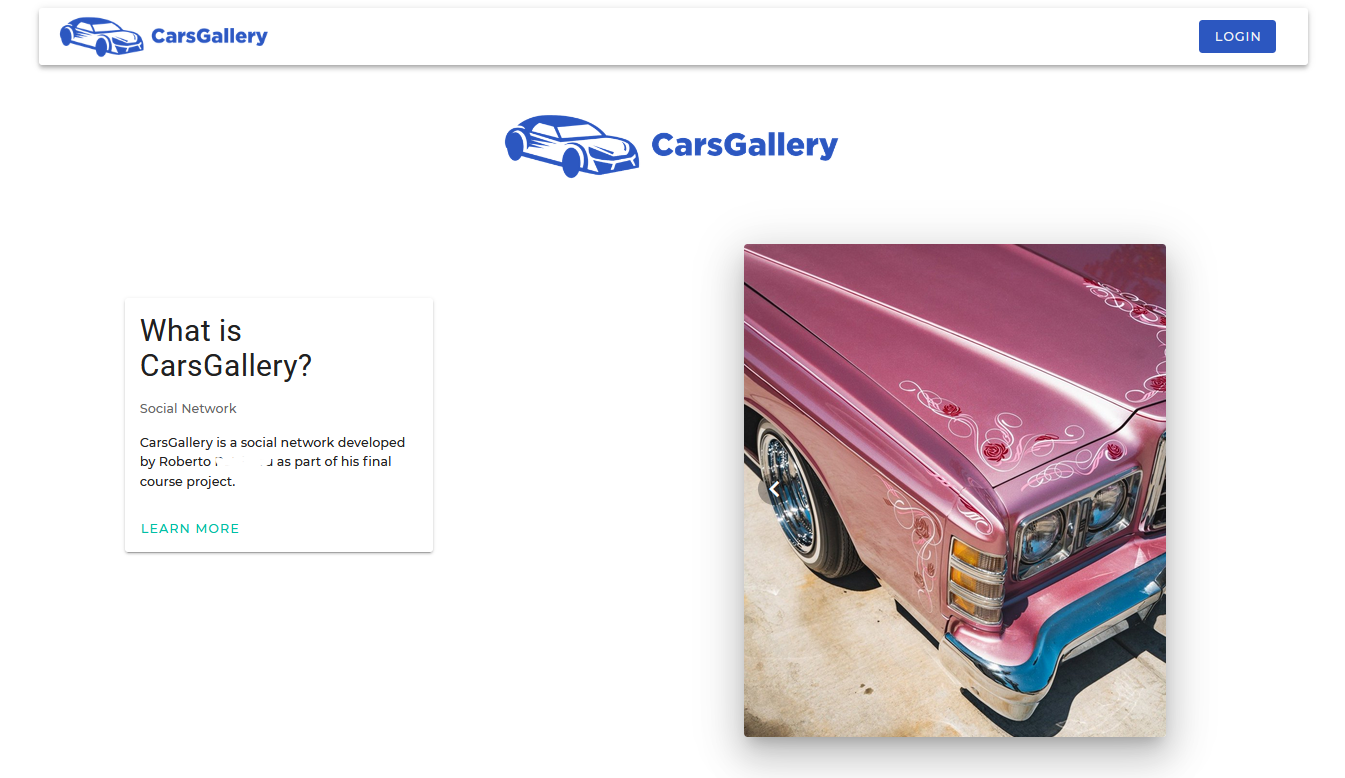 CarsGallery
LOGIN
CarsGallery
What is
CarsGallery?
Social Network
CarsGallery is a social network developed
by Roberto as part of his final
course project.
LEARN MORE